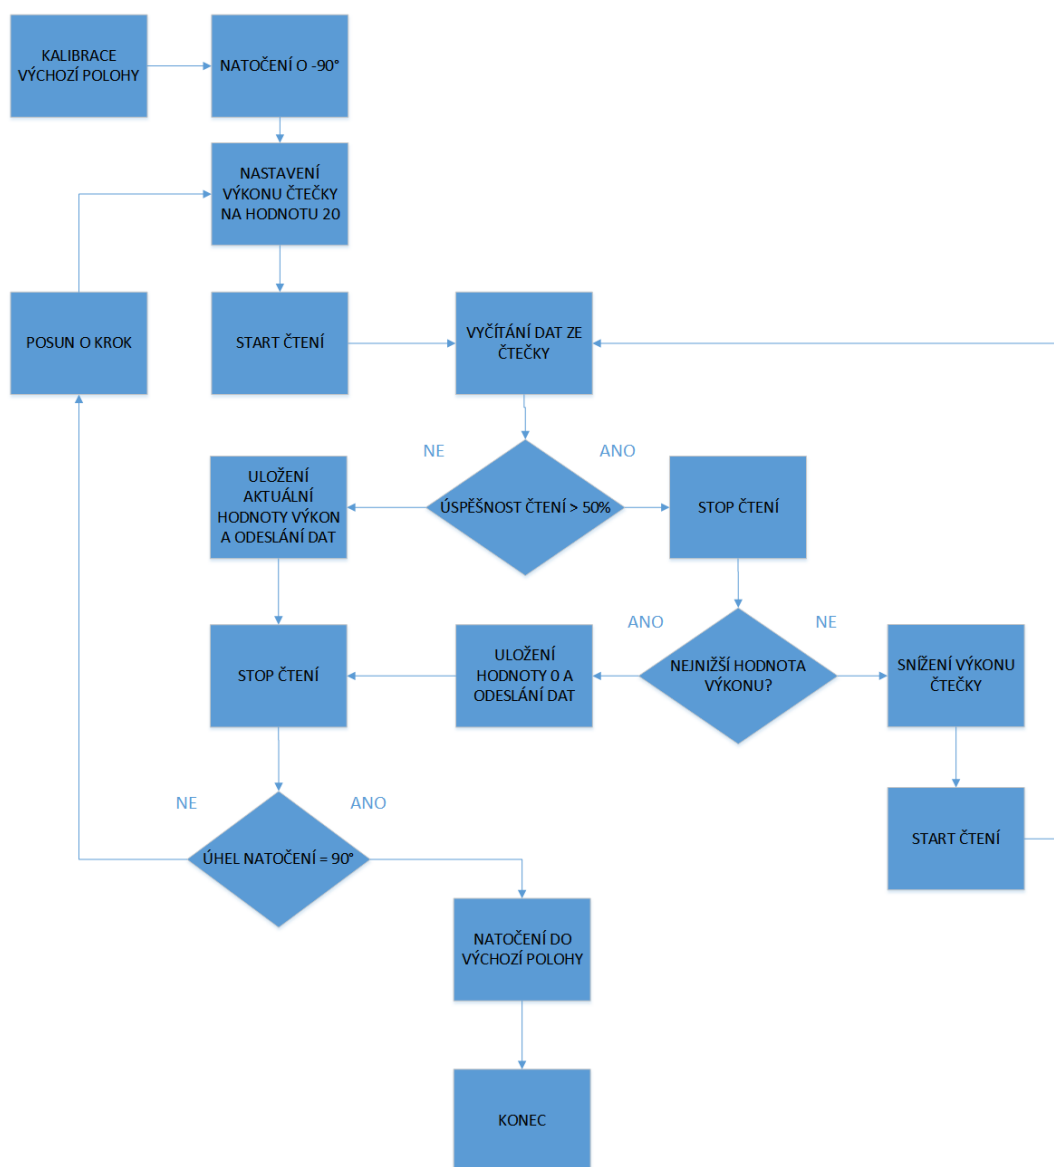 KALIBRACE
VÝCHOZÍ POLOHY
NATOČENÍ O -90°
NASTAVENÍ
VÝKONU ČTEČKY
NA HODNOTU 20
POSUN O KROK
START ČTENÍ
VYČÍTÁNÍ DAT ZE
ČTEČKY
NE
ANO
ULOŽENÍ
AKTUÁLNÍ
HODNOTY VÝKON
A ODESLÁNÍ DAT
ÚSPĚŠNOST ČTENÍ > 50%
STOP ČTENÍ
ANO
NE
STOP ČTENÍ
ULOŽENÍ
HODNOTY 0 A
ODESLÁNÍ DAT
NEJNIŽŠÍ HODNOTA
VÝKONU?
SNÍŽENÍ VÝKONU
ČTEČKY
NE
ANO
ÚHEL NATOČENÍ = 90°
START ČTENÍ
NATOČENÍ DO
VÝCHOZÍ POLOHY
KONEC